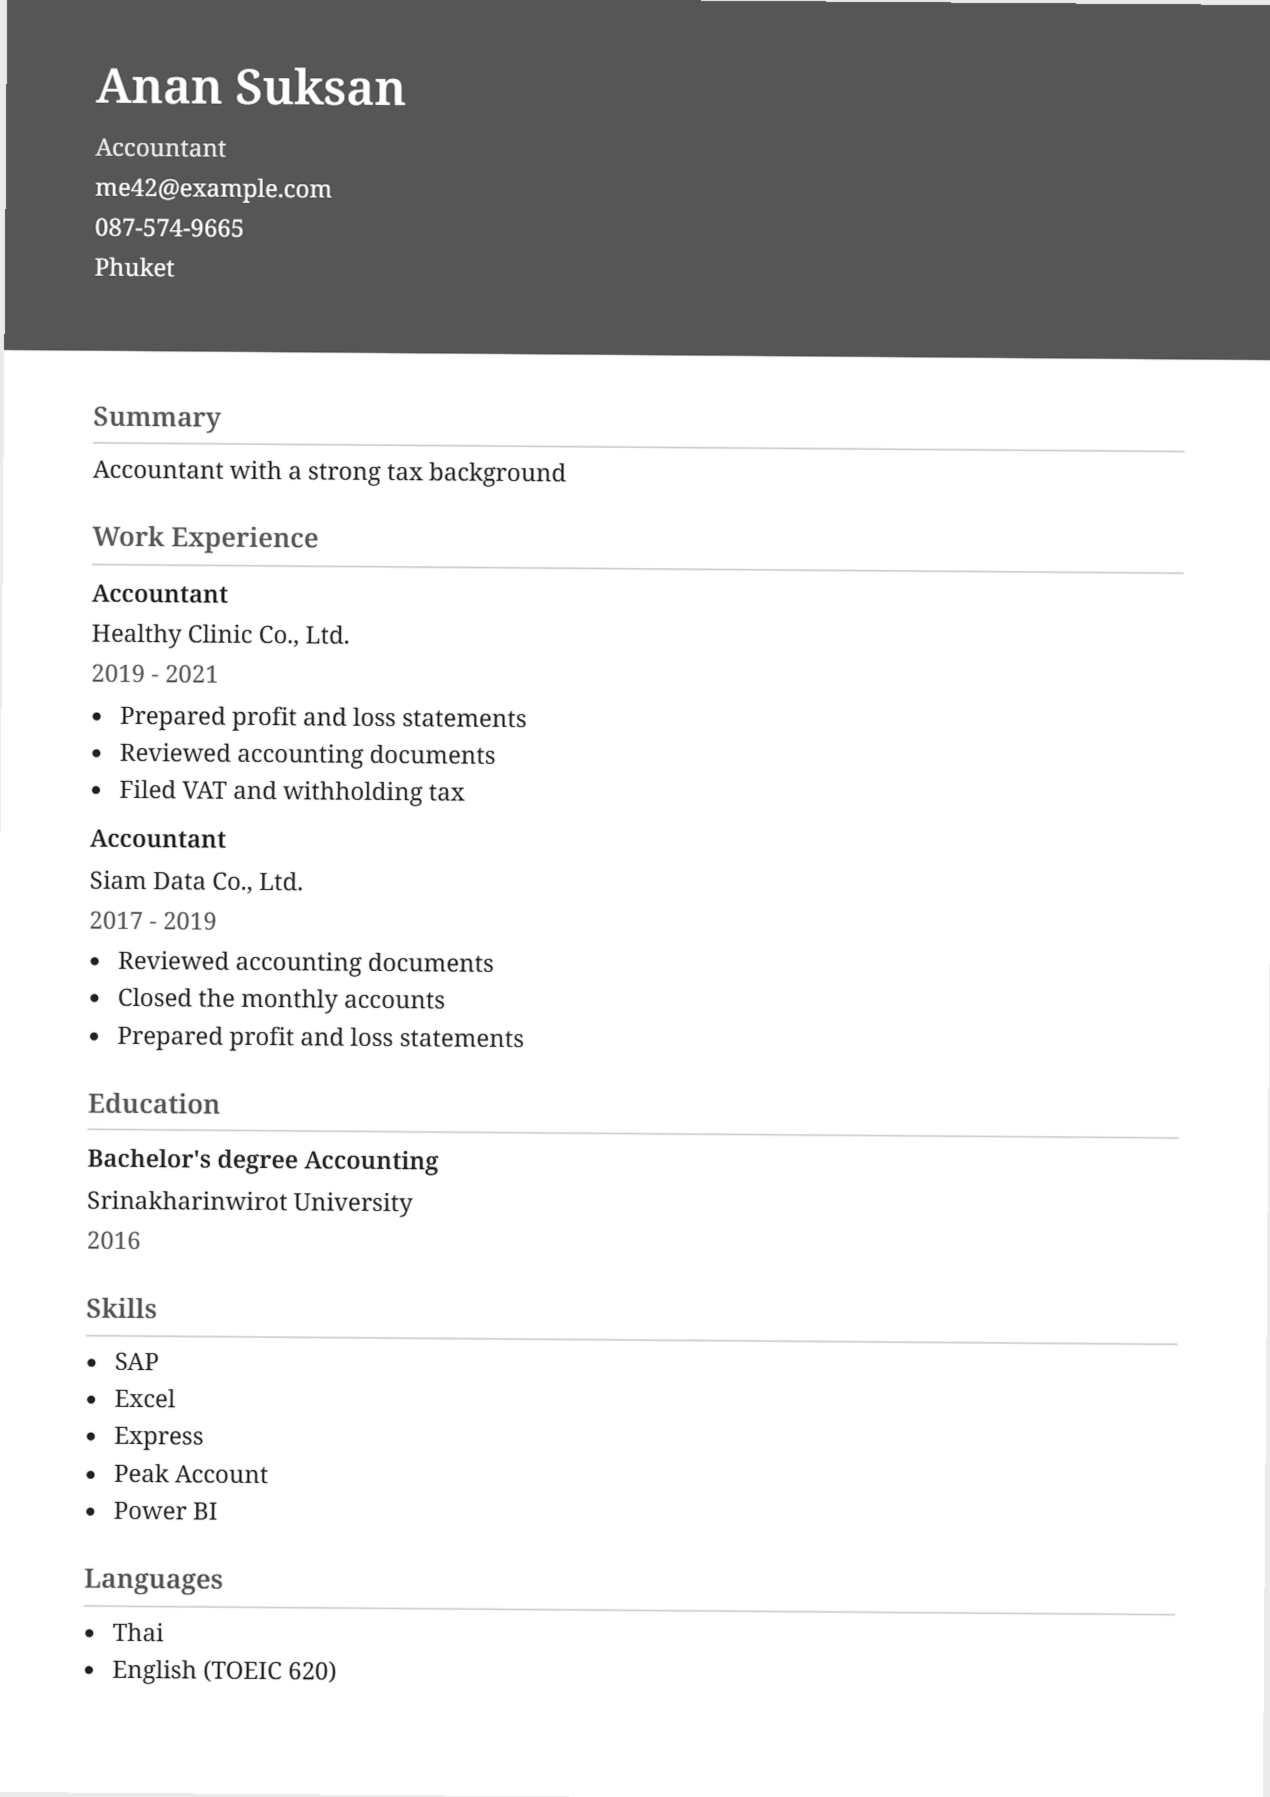 Anan Suksan
Accountant
me42@example.com
087-574-9665
Phuket
Summary
Accountant with a strong tax background
Work Experience
Accountant
Healthy Clinic Co., Ltd.
2019 - 2021
• Prepared profit and loss statements
• Reviewed accounting documents
• Filed VAT and withholding tax
Accountant
Siam Data Co., Ltd.
2017 - 2019
• Reviewed accounting documents
• Closed the monthly accounts
• Prepared profit and loss statements
Education
Bachelor's degree Accounting
Srinakharinwirot University
2016
Skills
• SAP
• Excel
• Express
• Peak Account
• Power BI
Languages
• Thai
• English (TOEIC 620)